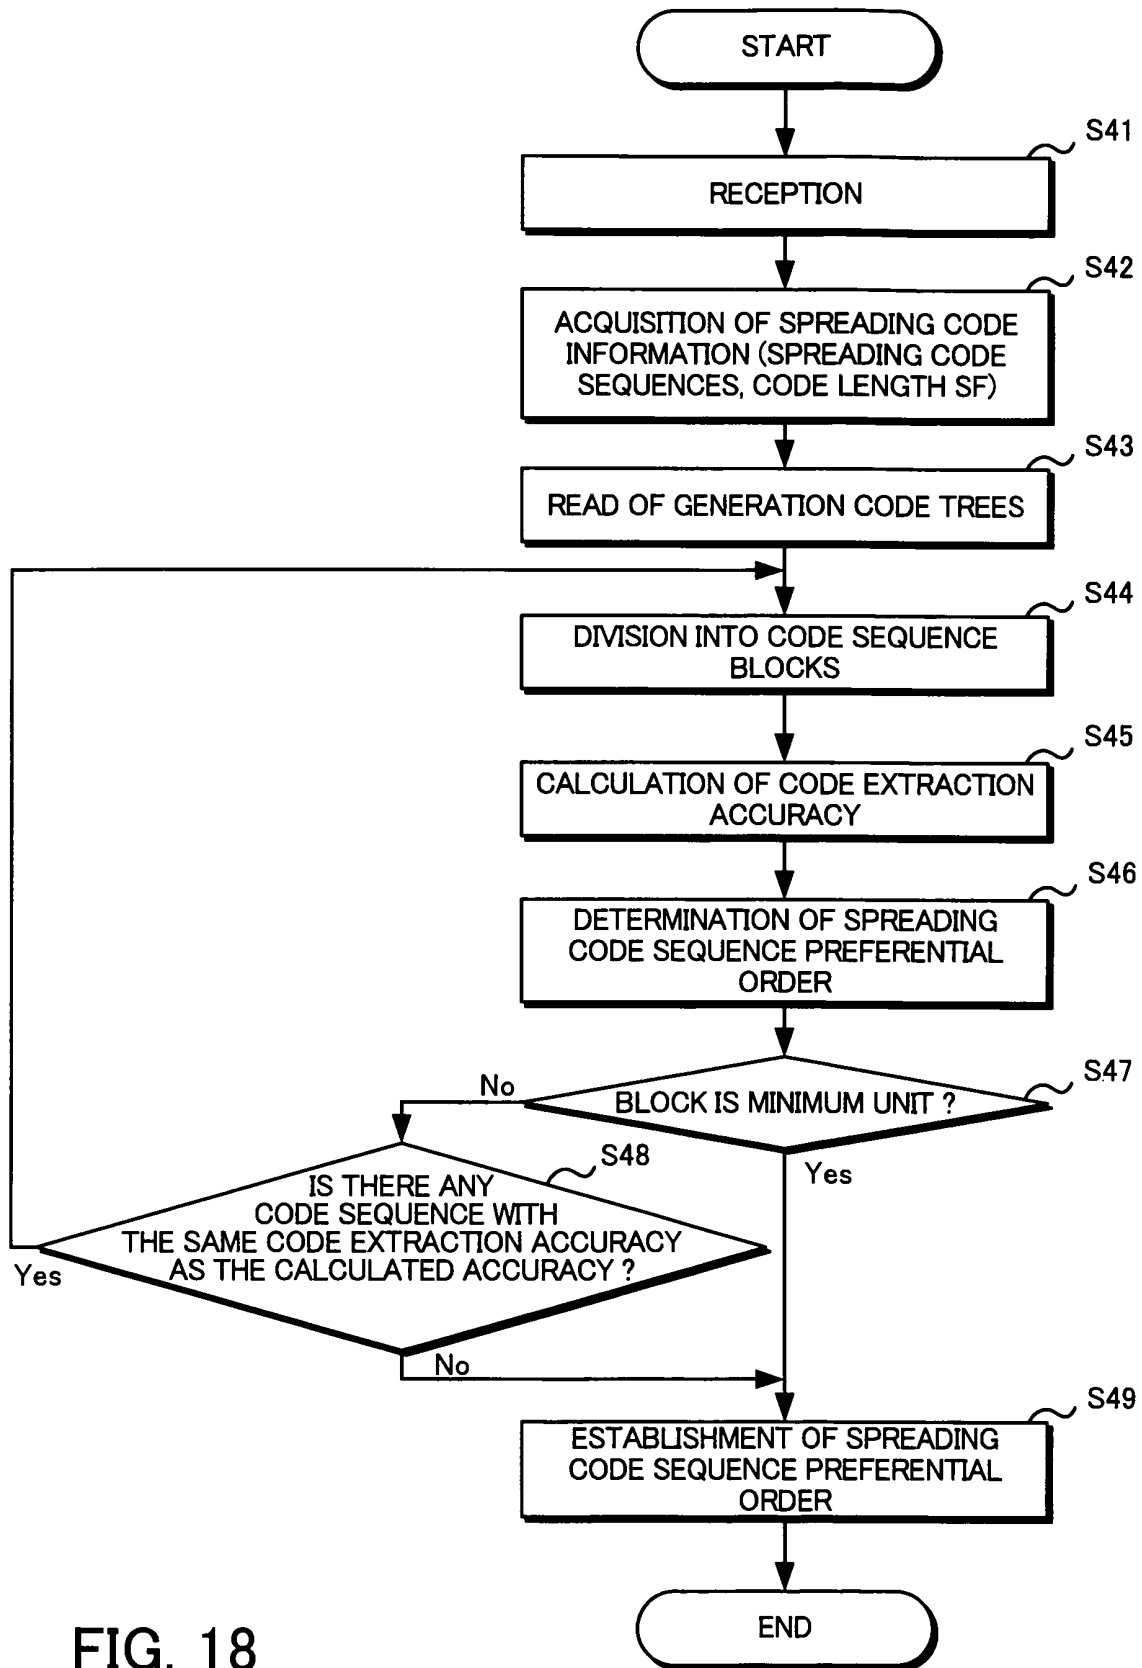 START
S41
RECEPTION
S42
ACQUISITION OF SPREADING CODE
INFORMATION (SPREADING CODE
SEQUENCES, CODE LENGTH SF)
S43
READ OF GENERATION CODE TREES
S44
DIVISION INTO CODE SEQUENCE
BLOCKS
S45
CALCULATION OF CODE EXTRACTION
ACCURACY
S46
DETERMINATION OF SPREADING
CODE SEQUENCE PREFERENTIAL
ORDER
S47
No
BLOCK IS MINIMUM UNIT ?
Yes
S48
IS THERE ANY
CODE SEQUENCE WITH
THE SAME CODE EXTRACTION ACCURACY
AS THE CALCULATED ACCURACY ?
Yes
No
S49
ESTABLISHMENT OF SPREADING
CODE SEQUENCE PREFERENTIAL
ORDER
END
FIG. 18